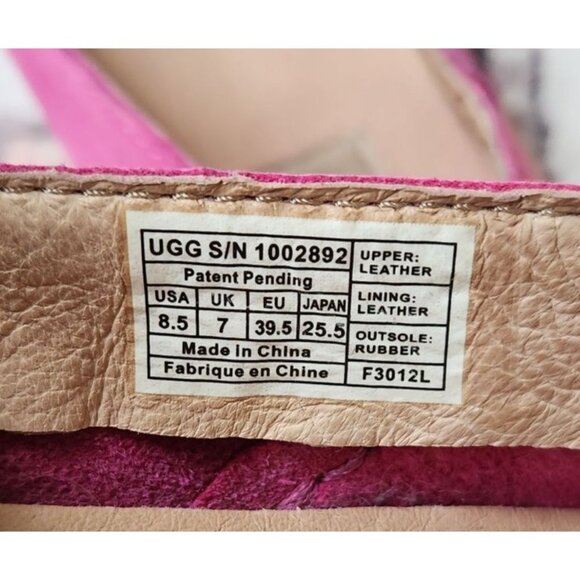 UGG S/N 1002892
Patent Pending
USA UK EU JAPAN
8.5 7 39.5 25.5
Made in China
Fabrique en Chine
UPPER:
LEATHER
LINING:
LEATHER
OUTSOLE:
RUBBER
F3012L